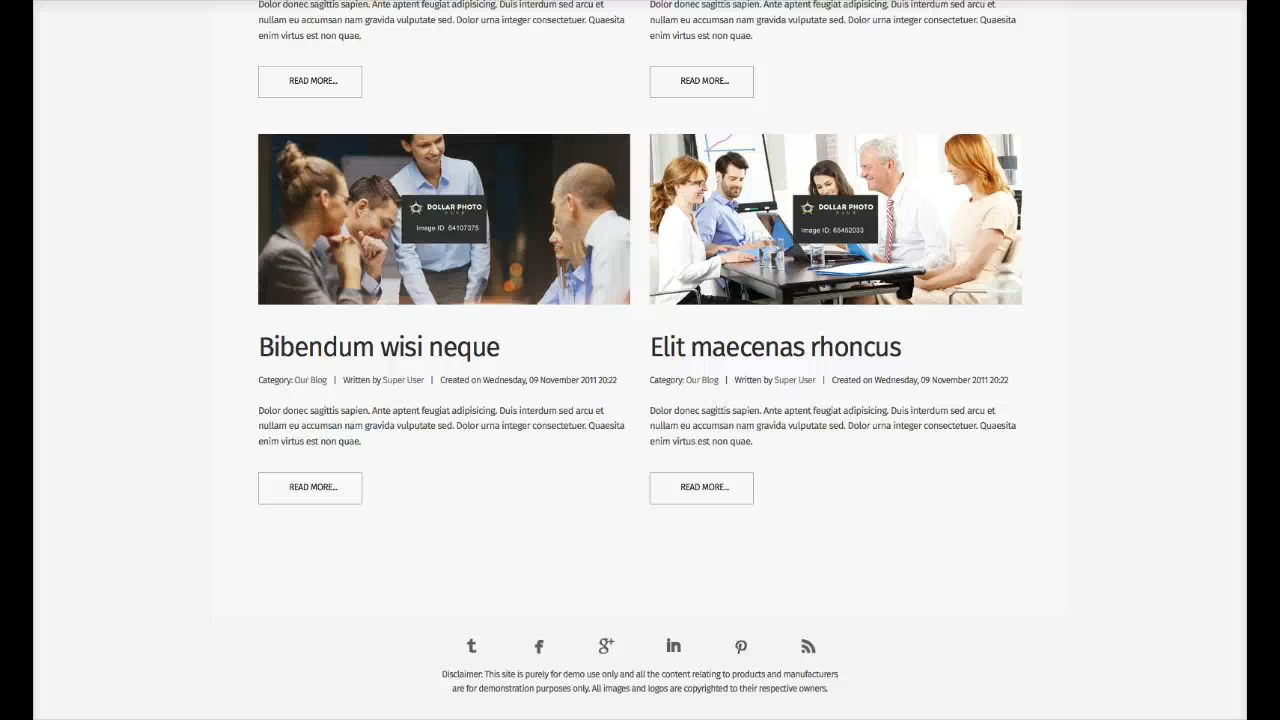 Dolor donec sagittis sapien. Ante aptent feugiat adipisicing. Duis interdum sed arcu et
nullam eu accumsan nam gravida vulputate sed. Dolor urna integer consectetuer. Quaesita
enim virtus est non quae.
READ MORE...
Dolor donec sagittis sapien. Ante aptent feugiat adipisicing. Duis interdum sed arcu et
nullam eu accumsan nam gravida vulputate sed. Dolor urna integer consectetuer. Quaesita
enim virtus est non quae.
READ MORE...
DOLLAR PHOTO
CLUB
Image ID 64107375
Bibendum wisi neque
Category: Our Blog | Written by Super User | Created on Wednesday, 09 November 2011 20:22
Dolor donec sagittis sapien. Ante aptent feugiat adipisicing. Duis interdum sed arcu et
nullam eu accumsan nam gravida vulputate sed. Dolor urna integer consectetuer. Quaesita
enim virtus est non quae.
READ MORE...
DOLLAR PHOTO
CLUB
Image ID: 65462033
Elit maecenas rhoncus
Category: Our Blog | Written by Super User | Created on Wednesday, 09 November 2011 20:22
Dolor donec sagittis sapien. Ante aptent feugiat adipisicing. Duis interdum sed arcu et
nullam eu accumsan nam gravida vulputate sed. Dolor urna integer consectetuer. Quaesita
enim virtus est non quae.
READ MORE...
Disclaimer: This site is purely for demo use only and all the content relating to products and manufacturers
are for demonstration purposes only. All images and logos are copyrighted to their respective owners.